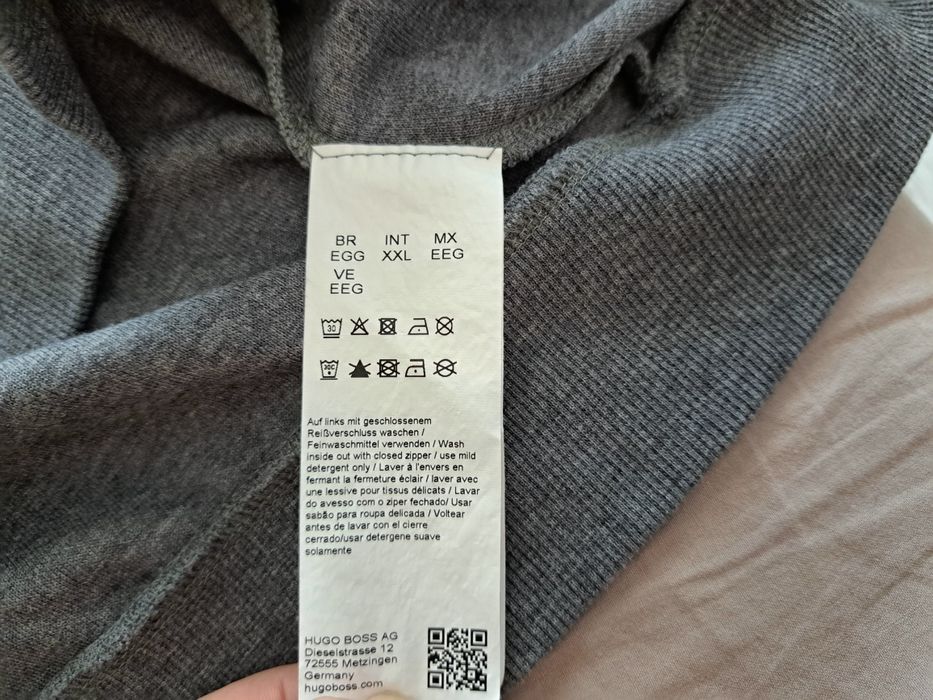 BR INT MX
EGG XXL EEG
VE
EEG
30
30C
Auf links mit geschlossenem
Reißverschluss waschen /
Feinwaschmittel verwenden / Wash
inside out with closed zipper / use mild
detergent only / Laver à l'envers en
fermant la fermeture éclair / laver avec
une lessive pour tissus délicats / Lavar
do avesso com o ziper fechado/ Usar
sabão para roupa delicada / Voltear
antes de lavar con el cierre
cerrado/usar detergene suave
solamente
HUGO BOSS AG
Dieselstrasse 12
72555 Metzingen
Germany
hugoboss.com